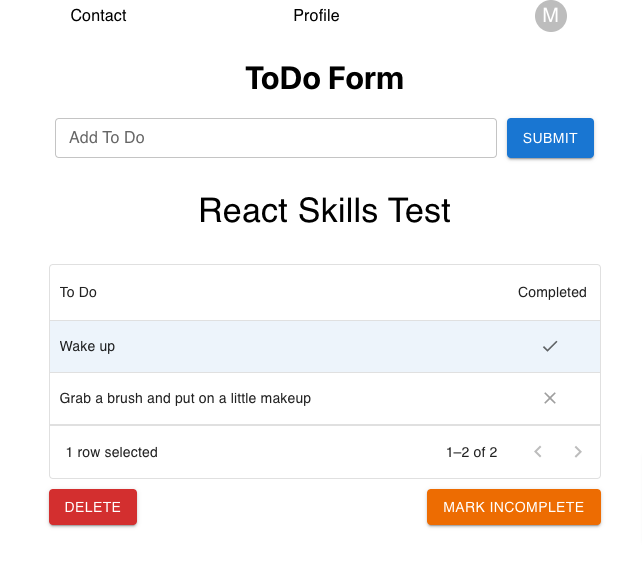 Contact Profile M
ToDo Form
Add To Do SUBMIT
React Skills Test
To Do Completed
Wake up
Grab a brush and put on a little makeup
1 row selected 1–2 of 2
DELETE MARK INCOMPLETE